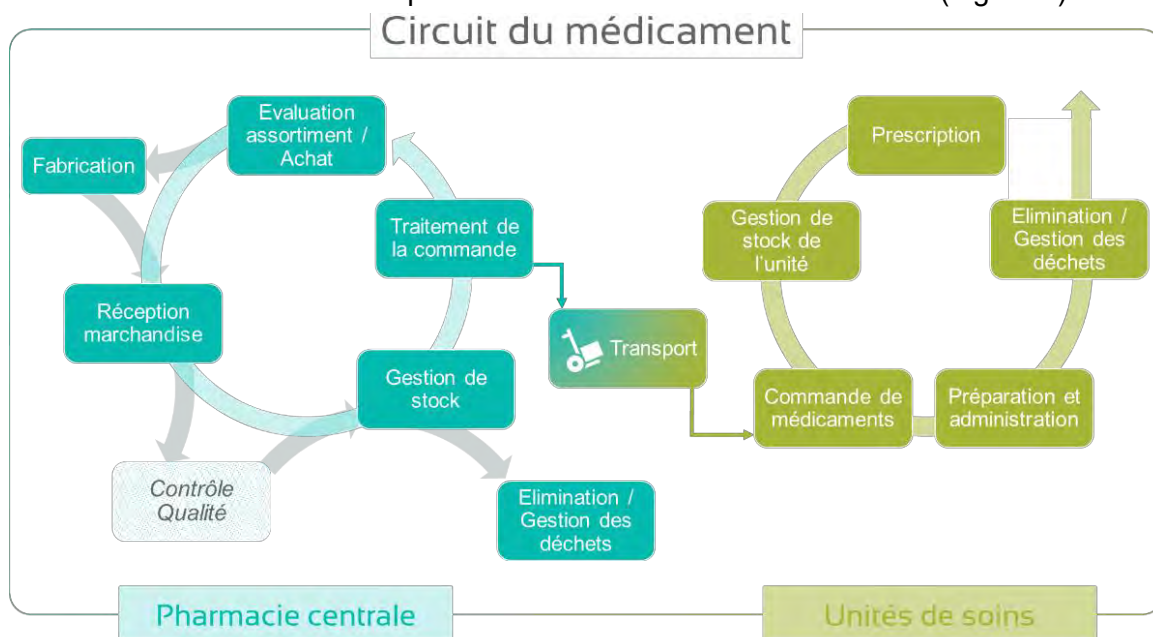 Circuit du médicament
Evaluation
assortiment /
Achat
Fabrication
Traitement de
la commande
Réception
marchandise
Gestion de
stock
Contrôle
Qualité
Elimination /
Gestion des
déchets
Transport
Prescription
Gestion de
stock de
l'unité
Elimination /
Gestion des
déchets
Commande de
médicaments
Préparation et
administration
Pharmacie centrale
Unités de soins